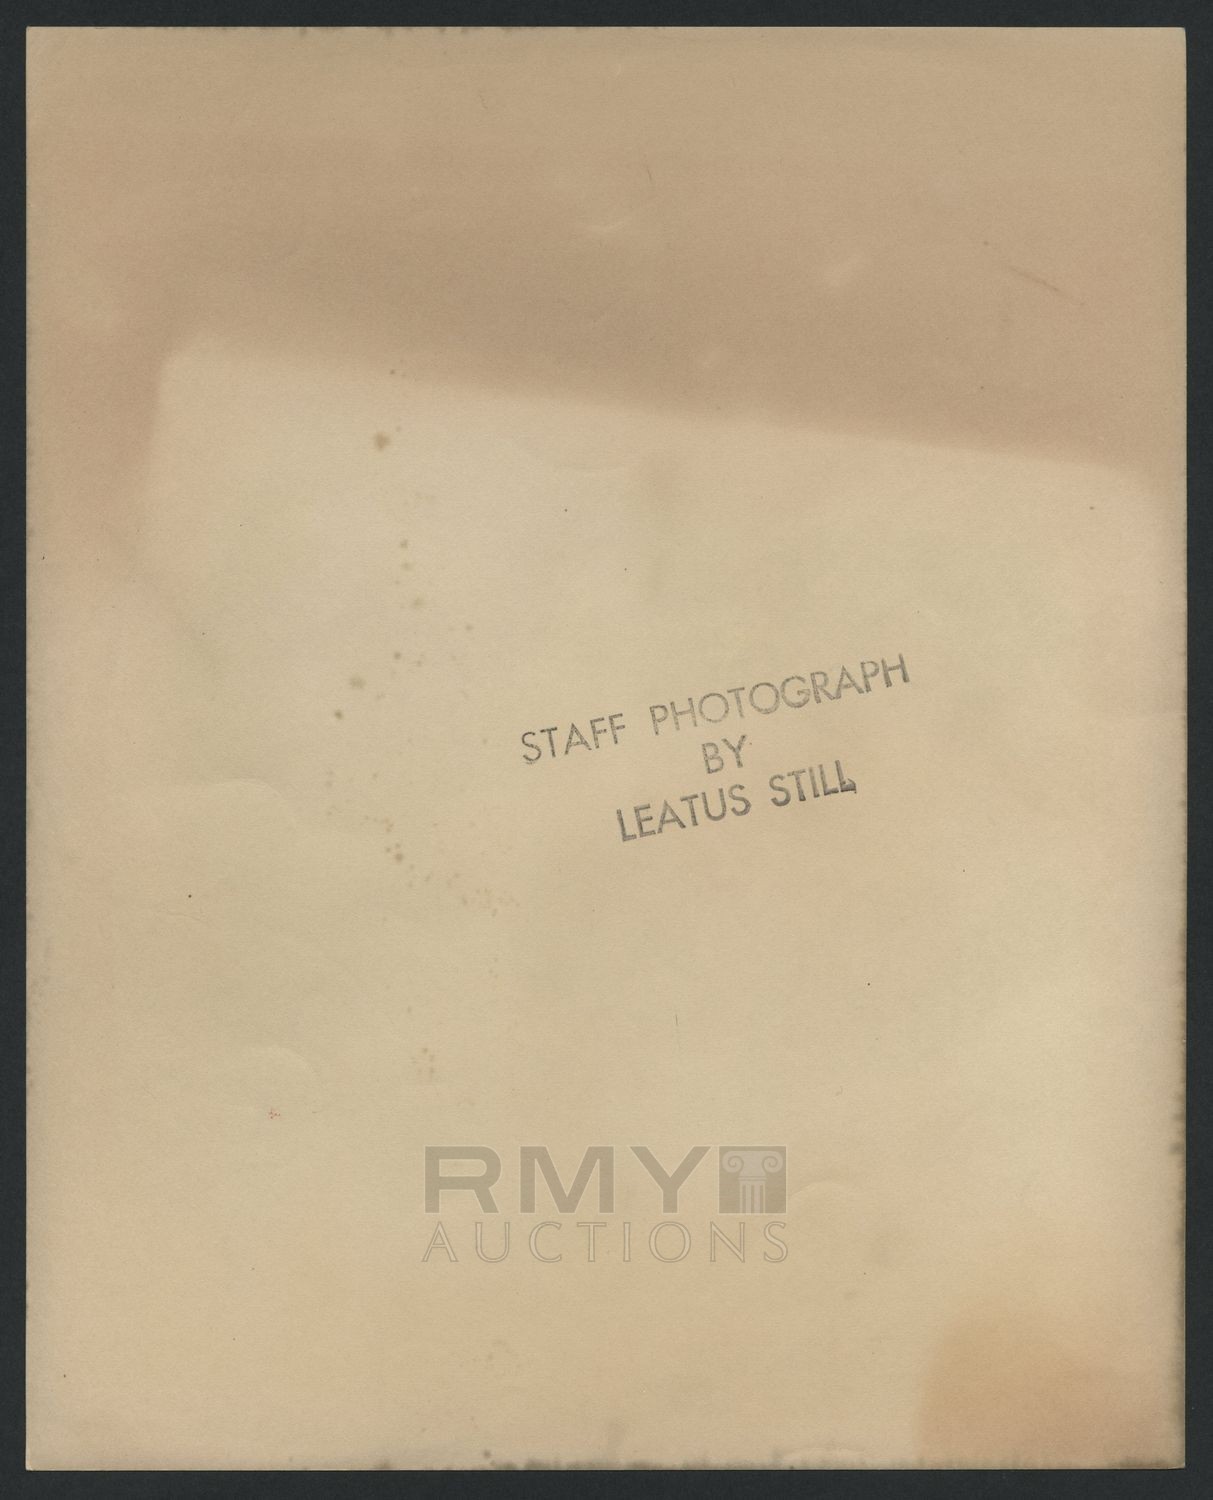 STAFF PHOTOGRAPH
BY
LEATUS STILL
RMY
AUCTIONS